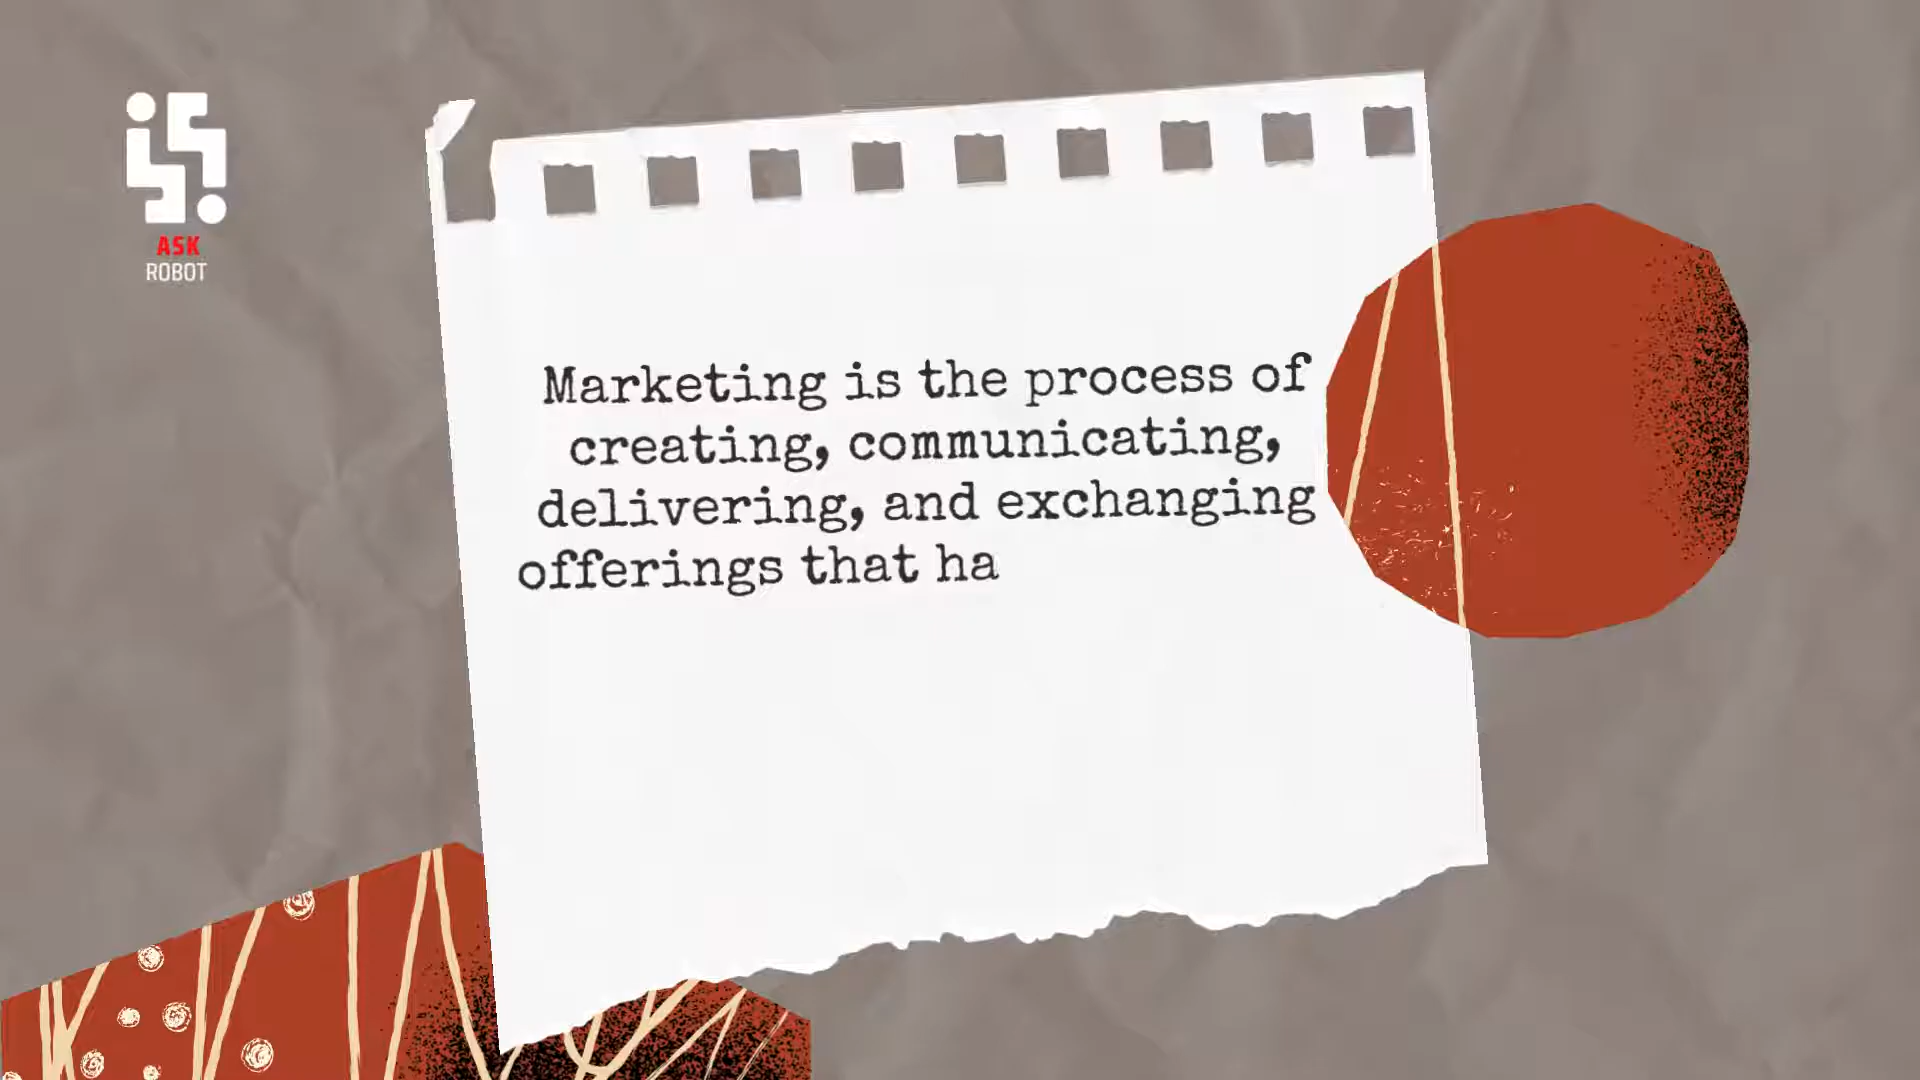 ASK
ROBOT
Marketing is the process of
creating, communicating,
delivering, and exchanging
offerings that ha